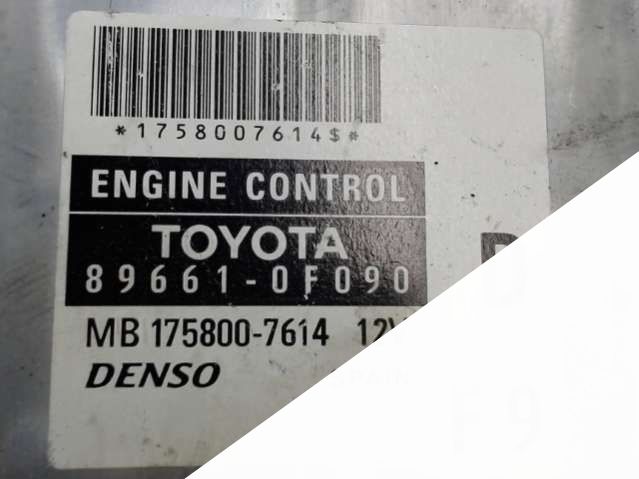 *1758007614$*
ENGINE CONTROL
TOYOTA
89661-0F090
MB 175800-7614 12V
DENSO